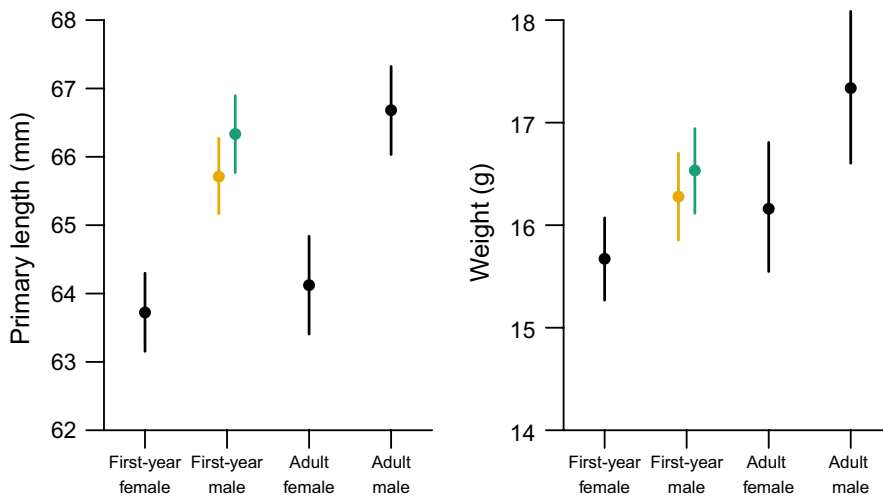 Primary length (mm)
68
67
66
65
64
63
62
First-year female
First-year male
Adult female
Adult male
Weight (g)
18
17
16
15
14
First-year female
First-year male
Adult female
Adult male